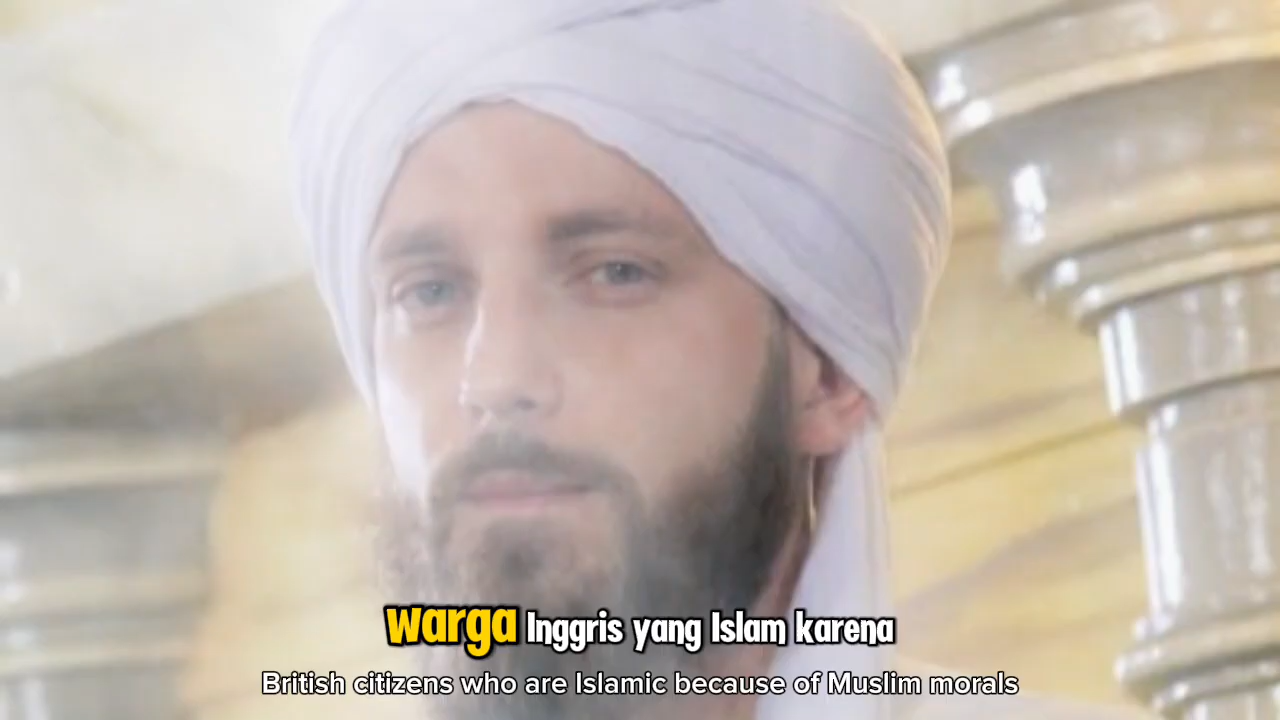 warga Inggris yang Islam karena
British citizens who are Islamic because of Muslim morals